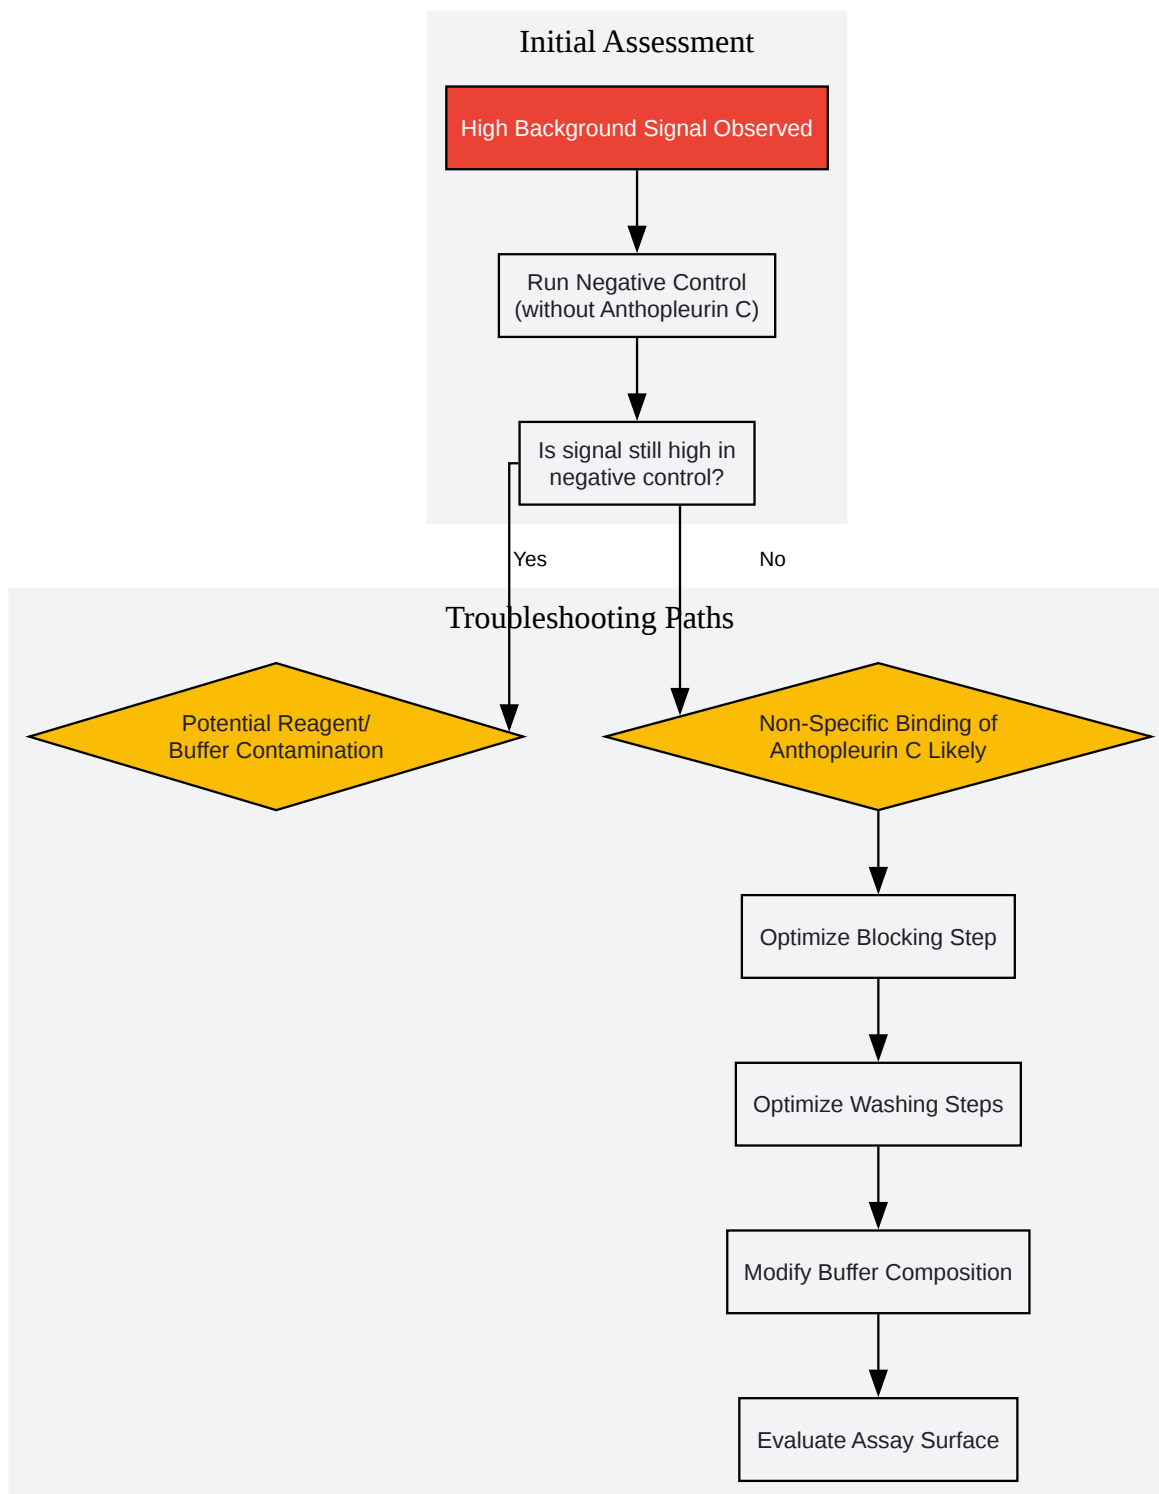 Initial Assessment
High Background Signal Observed
Run Negative Control
(without Anthopleurin C)
Is signal still high in
negative control?
Yes
No
Troubleshooting Paths
Potential Reagent/
Buffer Contamination
Non-Specific Binding of
Anthopleurin C Likely
Optimize Blocking Step
Optimize Washing Steps
Modify Buffer Composition
Evaluate Assay Surface